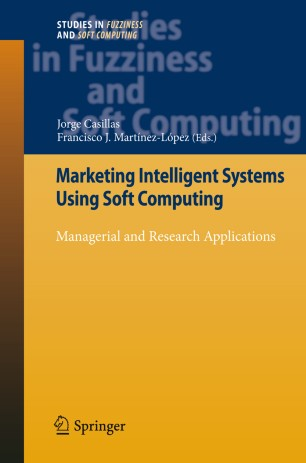 STUDIES IN FUZZINESS
AND SOFT COMPUTING
Studies
in Fuzziness
and
Soft Computing
Jorge Casillas
Francisco J. Martínez-López (Eds.)
Marketing Intelligent Systems
Using Soft Computing
Managerial and Research Applications
Springer